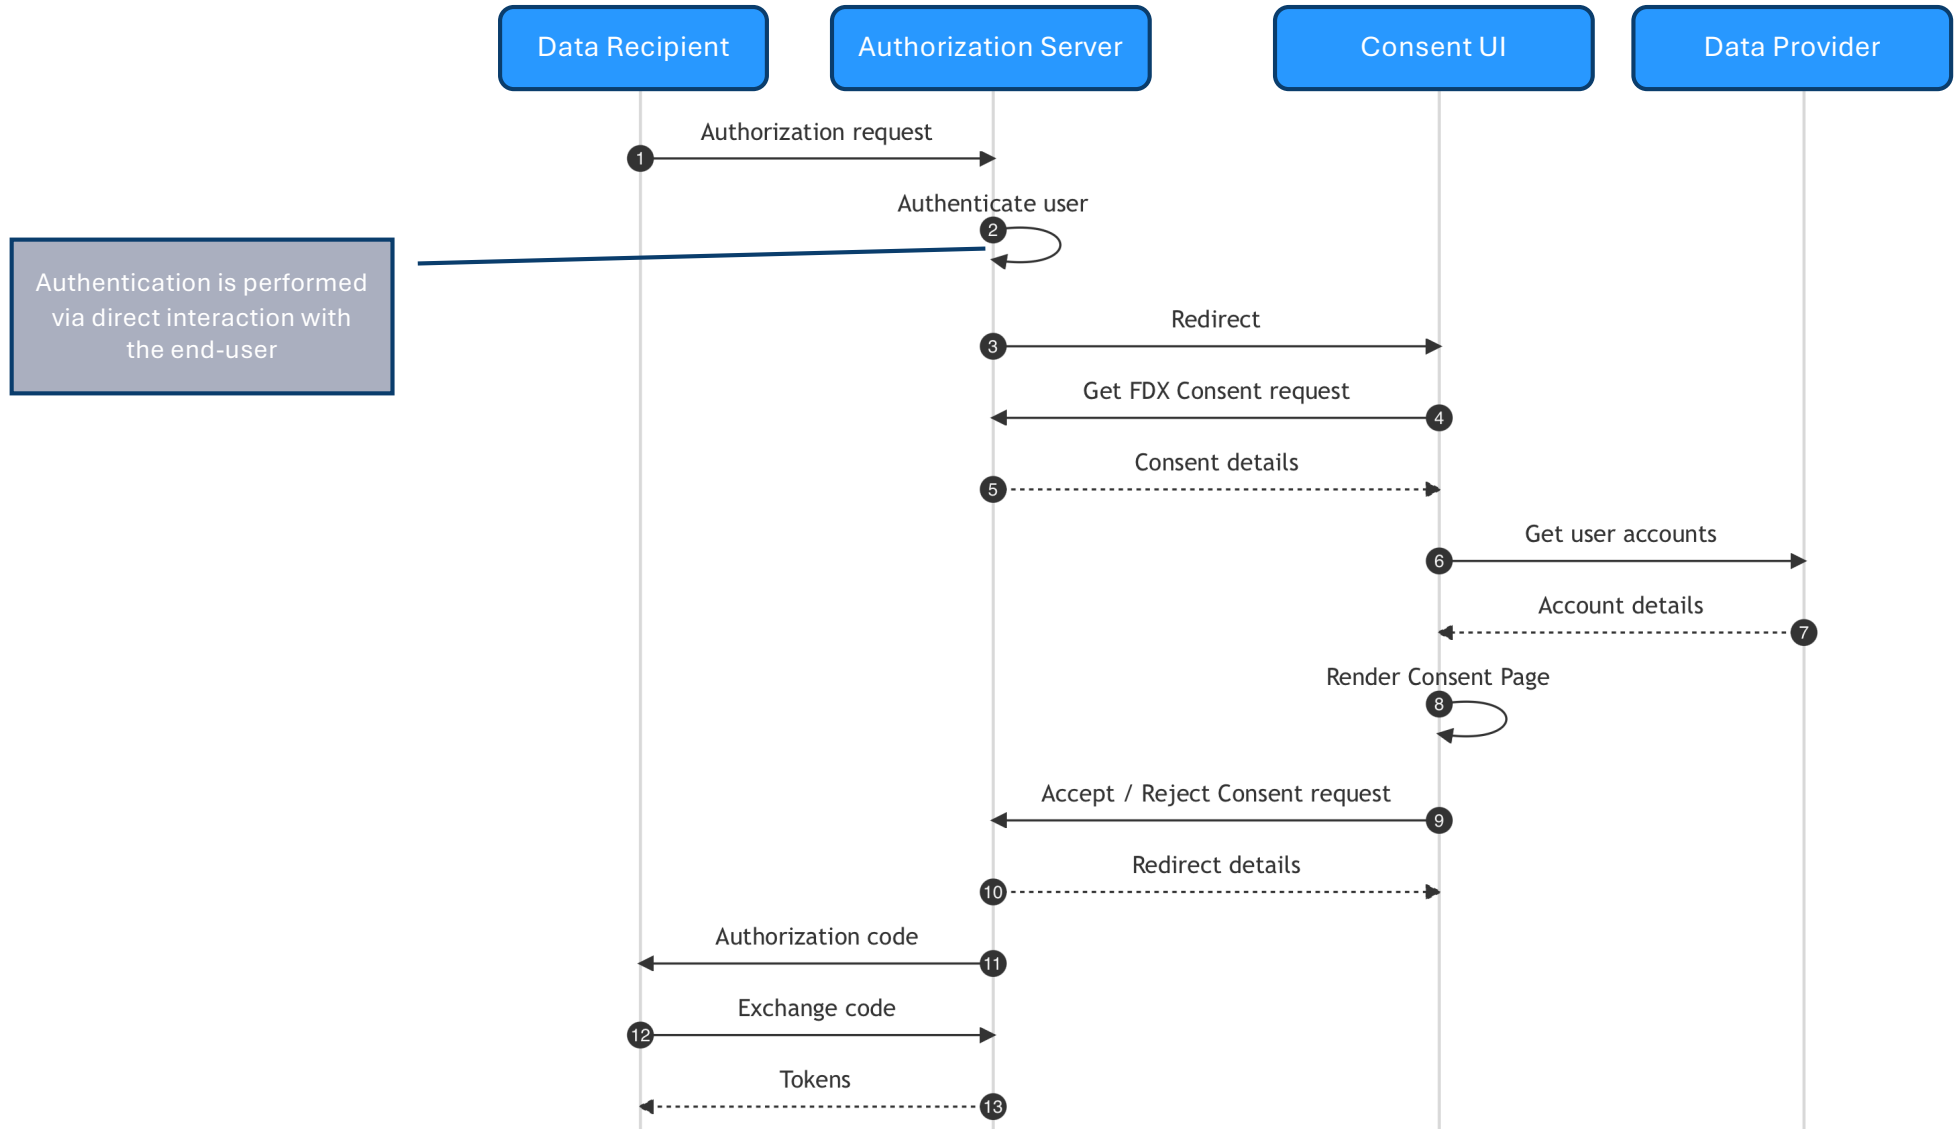 Data Recipient
Authorization Server
Consent UI
Data Provider
Authorization request
1
Authenticate user
2
Authentication is performed
via direct interaction with
the end-user
Redirect
3
Get FDX Consent request
4
Consent details
5
Get user accounts
6
Account details
7
Render Consent Page
8
Accept / Reject Consent request
9
Redirect details
10
Authorization code
11
Exchange code
12
Tokens
13